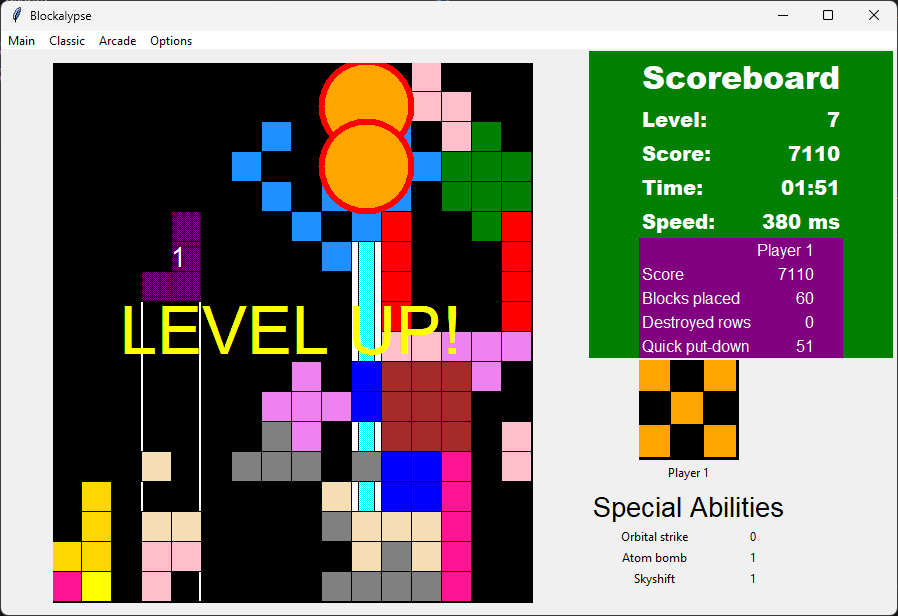 Blockalypse
Main Classic Arcade Options
Scoreboard
Level: 7
Score: 7110
Time: 01:51
Speed: 380 ms
Player 1
Score 7110
Blocks placed 60
Destroyed rows 0
Quick put-down 51
1
LEVEL UP!
Player 1
Special Abilities
Orbital strike 0
Atom bomb 1
Skyshift 1